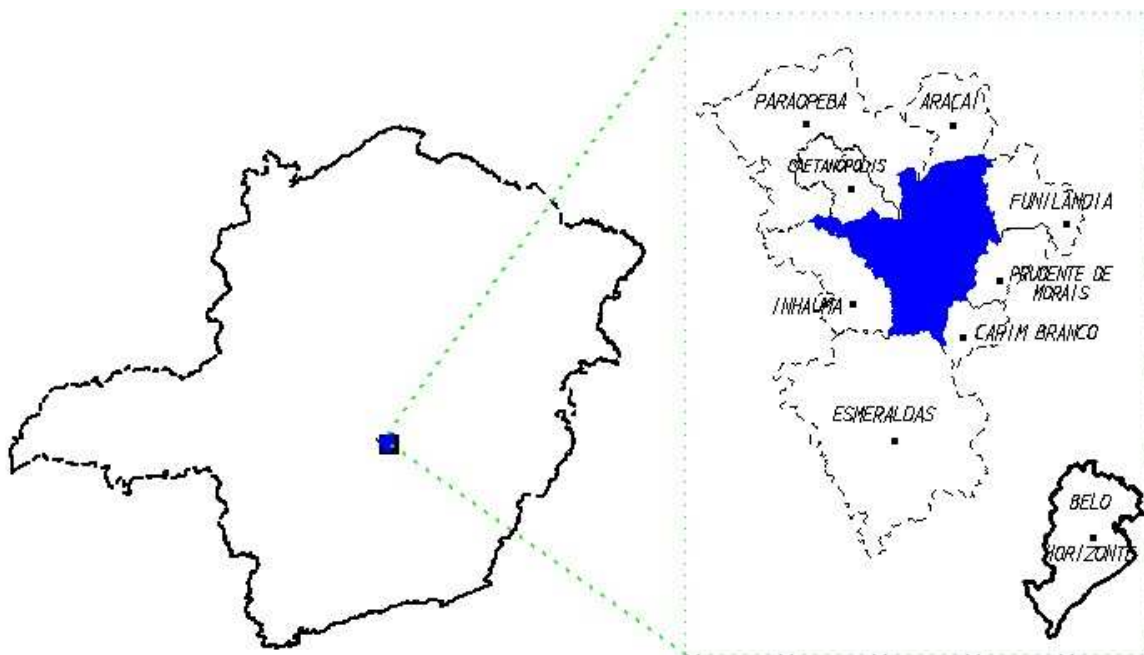 PARAOPEBA
ARAÇAÍ
CAETANÓPOLIS
FUNILÂNDIA
PRUDENTE DE
MORAIS
INHAÚMA
CAPIM BRANCO
ESMERALDAS
BELO
HORIZONTE